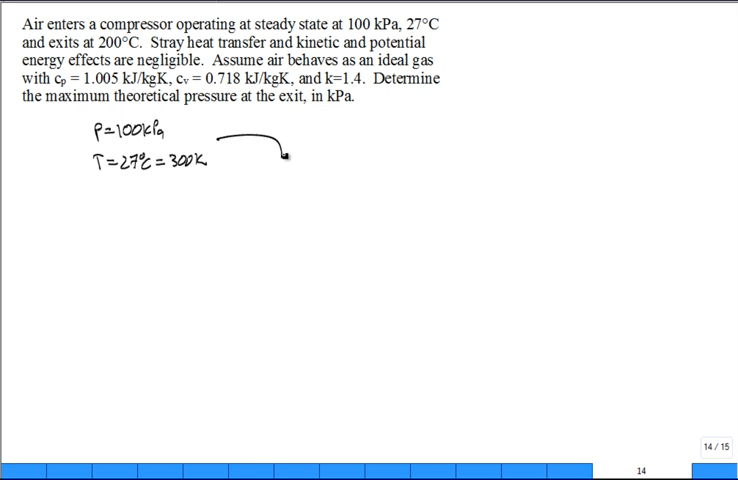 Air enters a compressor operating at steady state at 100 kPa, 27°C
and exits at 200°C. Stray heat transfer and kinetic and potential
energy effects are negligible. Assume air behaves as an ideal gas
with cp = 1.005 kJ/kgK, cv = 0.718 kJ/kgK, and k=1.4. Determine
the maximum theoretical pressure at the exit, in kPa.
P=100kPa
T=27°C=300K
14 / 15
14